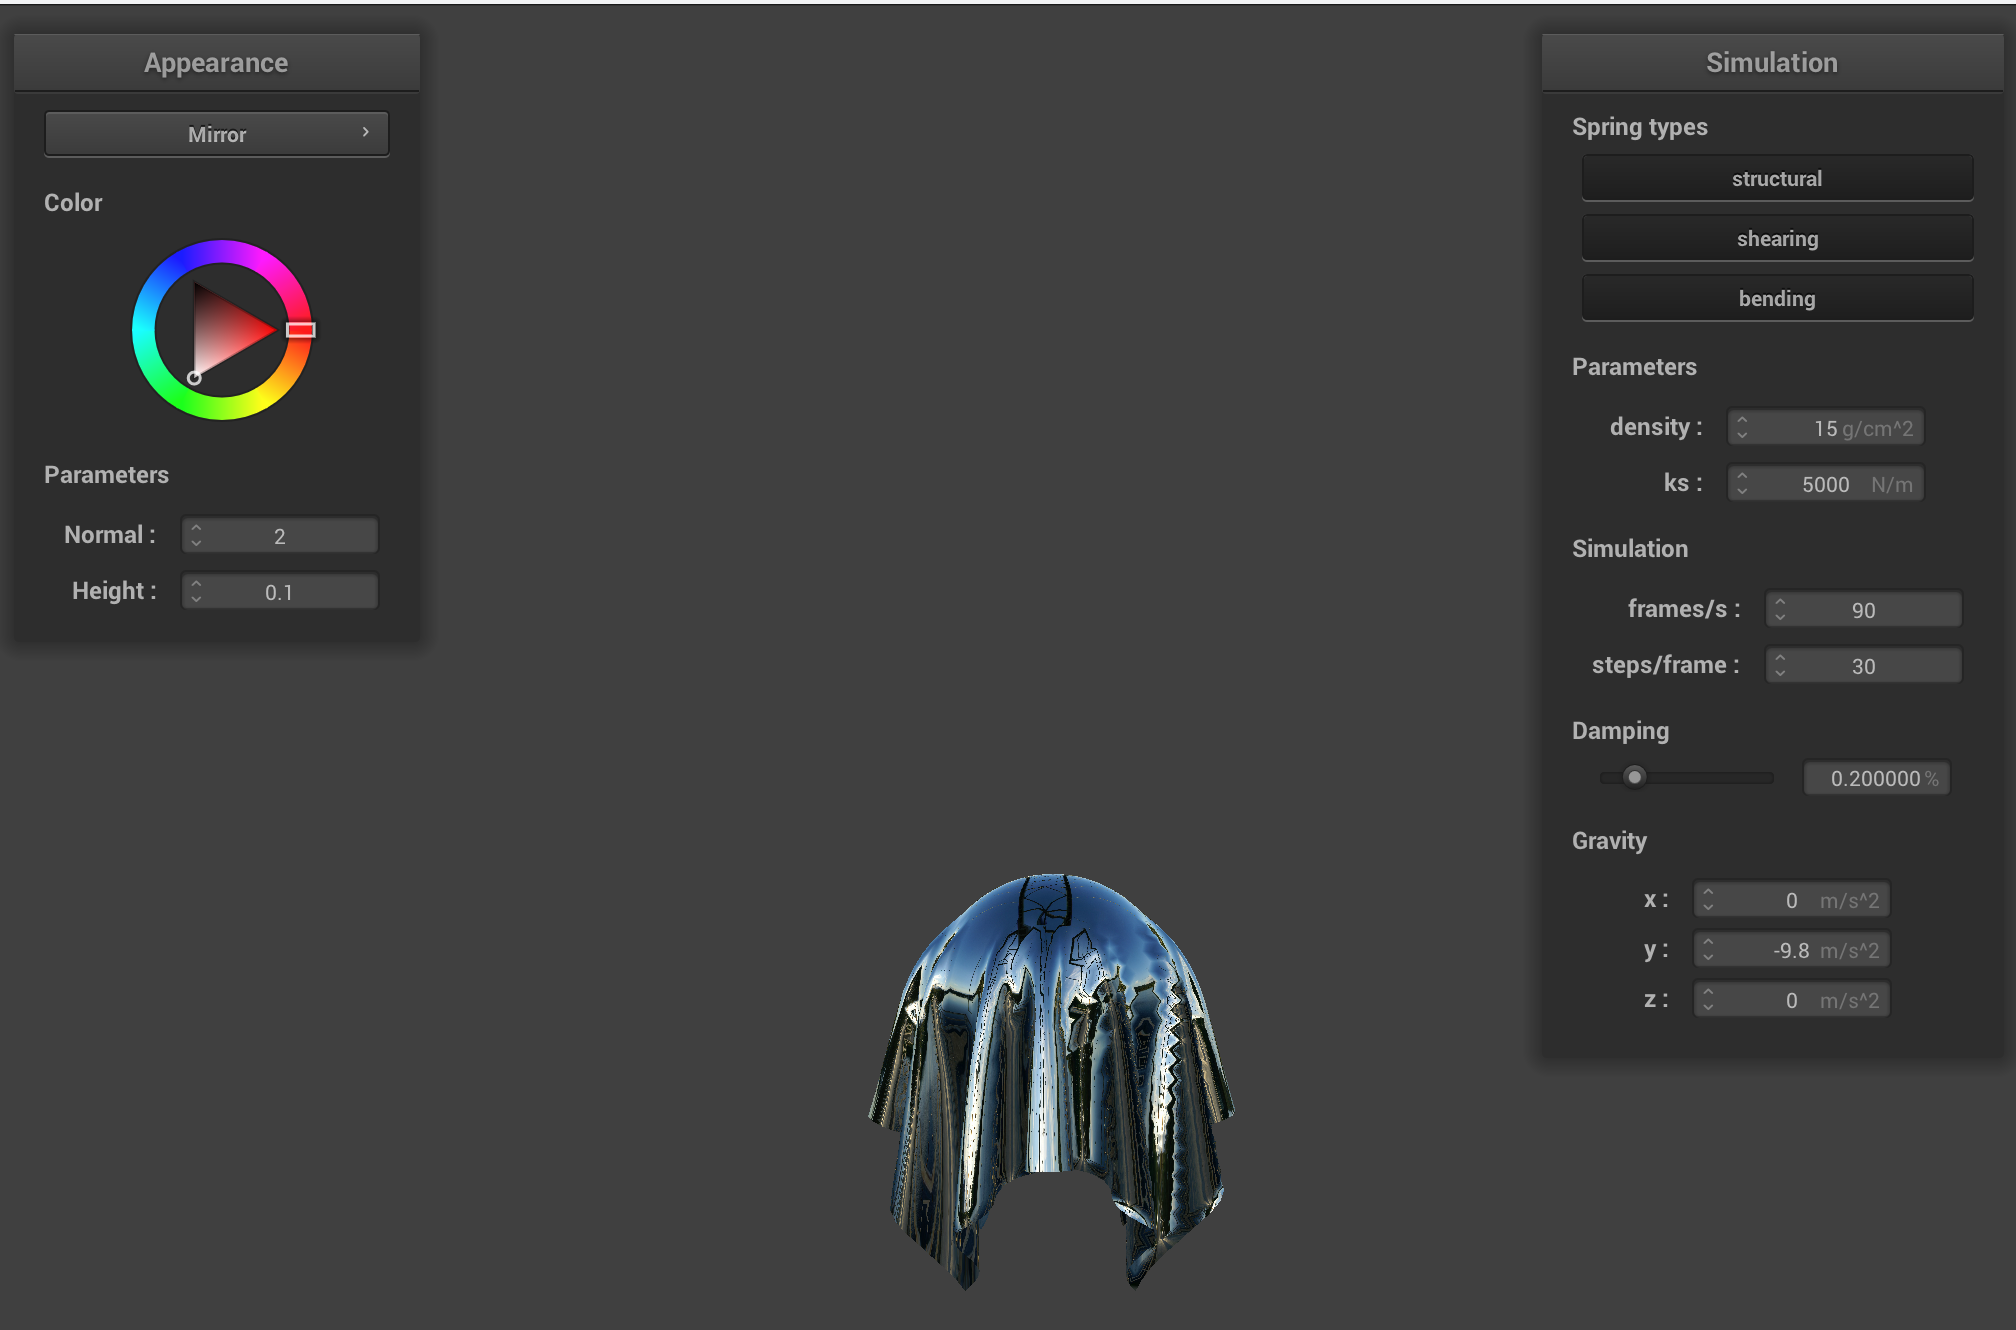 Appearance
Mirror
Color
Parameters
Normal : 2
Height : 0.1
Simulation
Spring types
structural
shearing
bending
Parameters
density : 15 g/cm^2
ks : 5000 N/m
Simulation
frames/s : 90
steps/frame : 30
Damping
0.200000 %
Gravity
x : 0 m/s^2
y : -9.8 m/s^2
z : 0 m/s^2